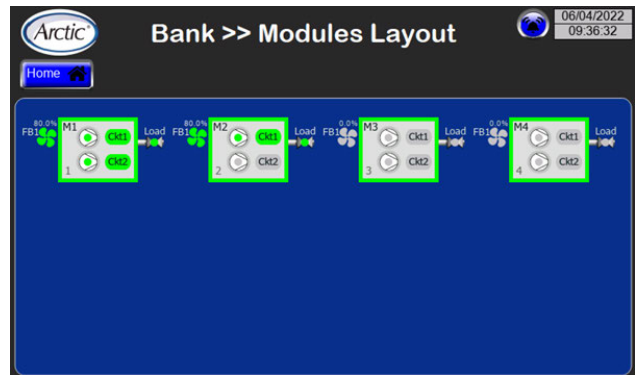 Arctic
Bank >> Modules Layout
06/04/2022
09:36:32
Home
80.0%
FB1
M1
Ckt1
Load
Ckt2
1
80.0%
FB1
M2
Ckt1
Load
Ckt2
2
0.0%
FB1
M3
Ckt1
Load
Ckt2
3
0.0%
FB1
M4
Ckt1
Load
Ckt2
4